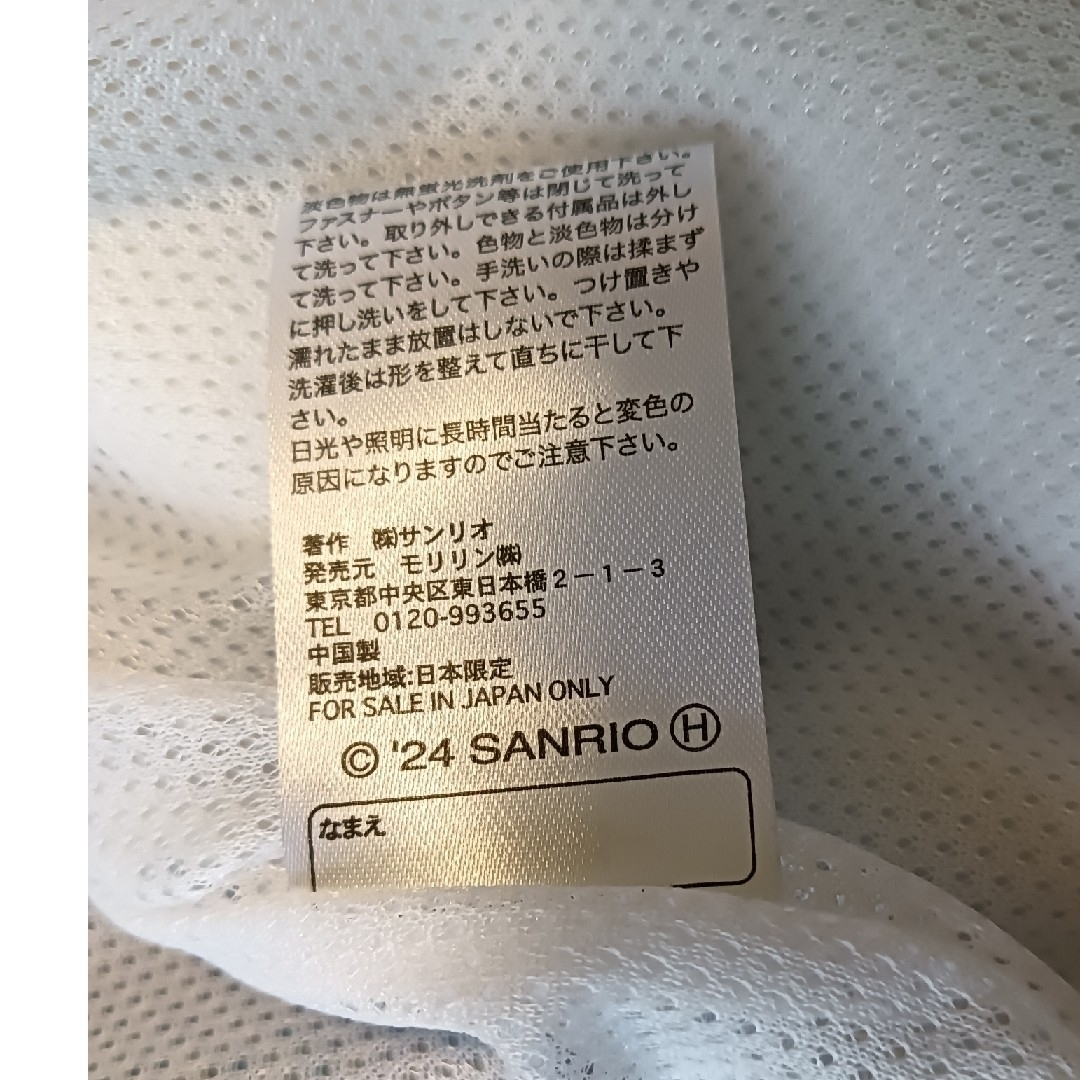 淡色物は無蛍光洗剤をご使用下さい。
ファスナーやボタン等は閉じて洗って
下さい。取り外しできる付属品は外し
て洗って下さい。色物と淡色物は分け
て洗って下さい。手洗いの際は揉まず
に押し洗いをして下さい。つけ置きや
濡れたまま放置はしないで下さい。
洗濯後は形を整えて直ちに干して下
さい。
日光や照明に長時間当たると変色の
原因になりますのでご注意下さい。
著作 ㈱サンリオ
発売元 モリリン㈱
東京都中央区東日本橋2－1－3
TEL 0120-993655
中国製
販売地域:日本限定
FOR SALE IN JAPAN ONLY
© '24 SANRIO Ⓗ
なまえ